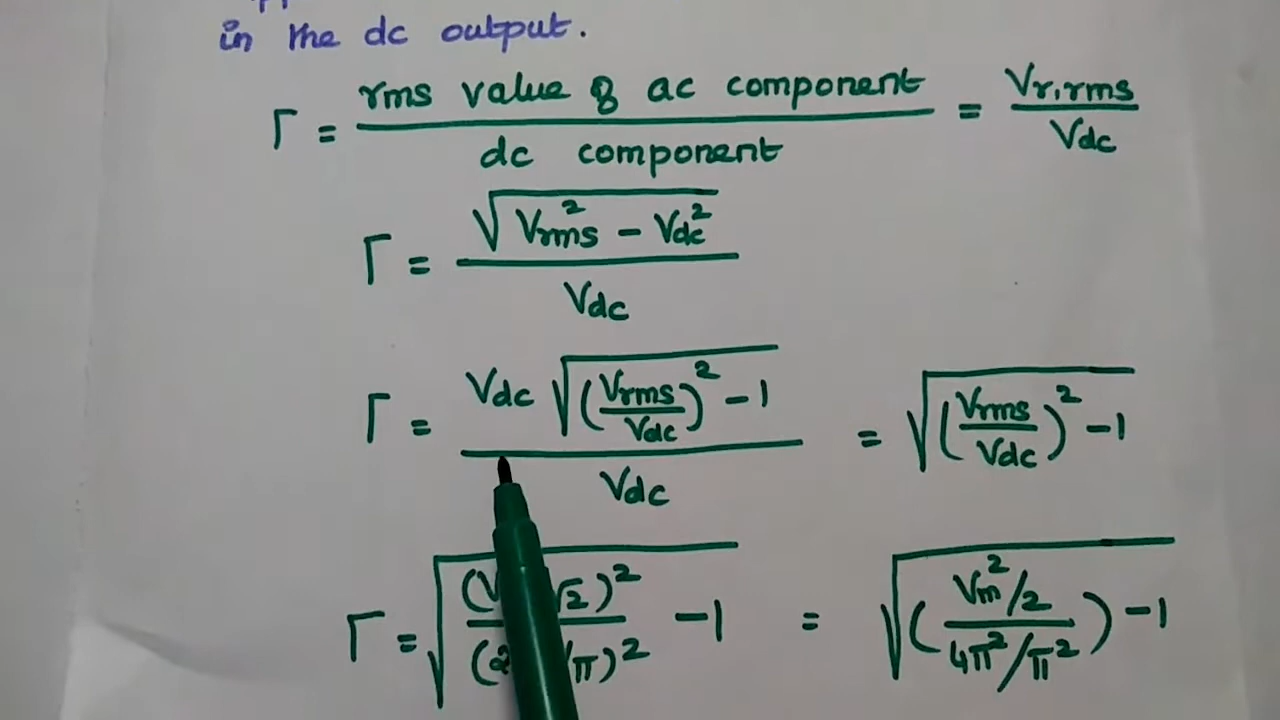 in the dc output.
Γ = rms value of ac component / dc component = Vr,rms / Vdc
Γ = √(Vrms² - Vdc²) / Vdc
Γ = Vdc √((Vrms/Vdc)² - 1) / Vdc = √((Vrms/Vdc)² - 1)
Γ = √((V √2)² / (2 /π)² - 1) = √((Vm²/2 / 4π²/π²) - 1)